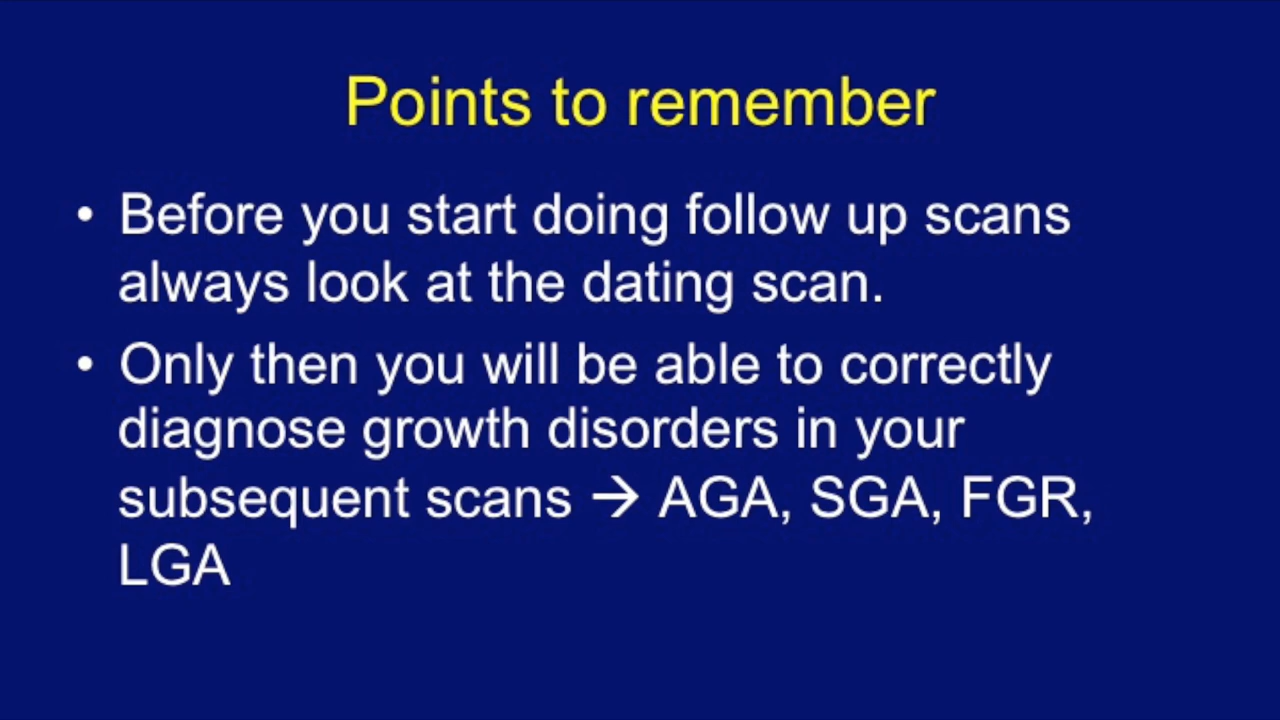 Points to remember
• Before you start doing follow up scans
always look at the dating scan.
• Only then you will be able to correctly
diagnose growth disorders in your
subsequent scans → AGA, SGA, FGR,
LGA